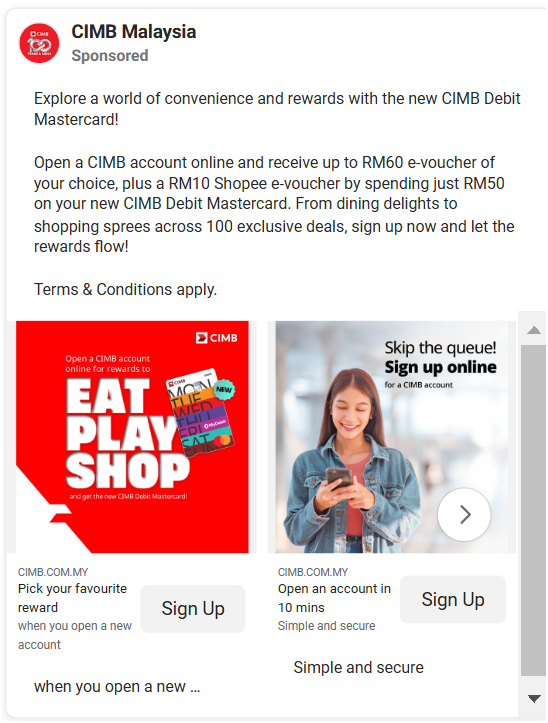 CIMB Malaysia
Sponsored
Explore a world of convenience and rewards with the new CIMB Debit
Mastercard!
Open a CIMB account online and receive up to RM60 e-voucher of
your choice, plus a RM10 Shopee e-voucher by spending just RM50
on your new CIMB Debit Mastercard. From dining delights to
shopping sprees across 100 exclusive deals, sign up now and let the
rewards flow!
Terms & Conditions apply.
CIMB
Open a CIMB account
online for rewards to
EAT
PLAY
SHOP
NEW
MON
TUE
WED
THU
FRI
SAT
and get the new CIMB Debit Mastercard!
CIMB.COM.MY
Pick your favourite
reward
when you open a new
account
Sign Up
when you open a new ...
Skip the queue!
Sign up online
for a CIMB account
CIMB.COM.MY
Open an account in
10 mins
Simple and secure
Sign Up
Simple and secure